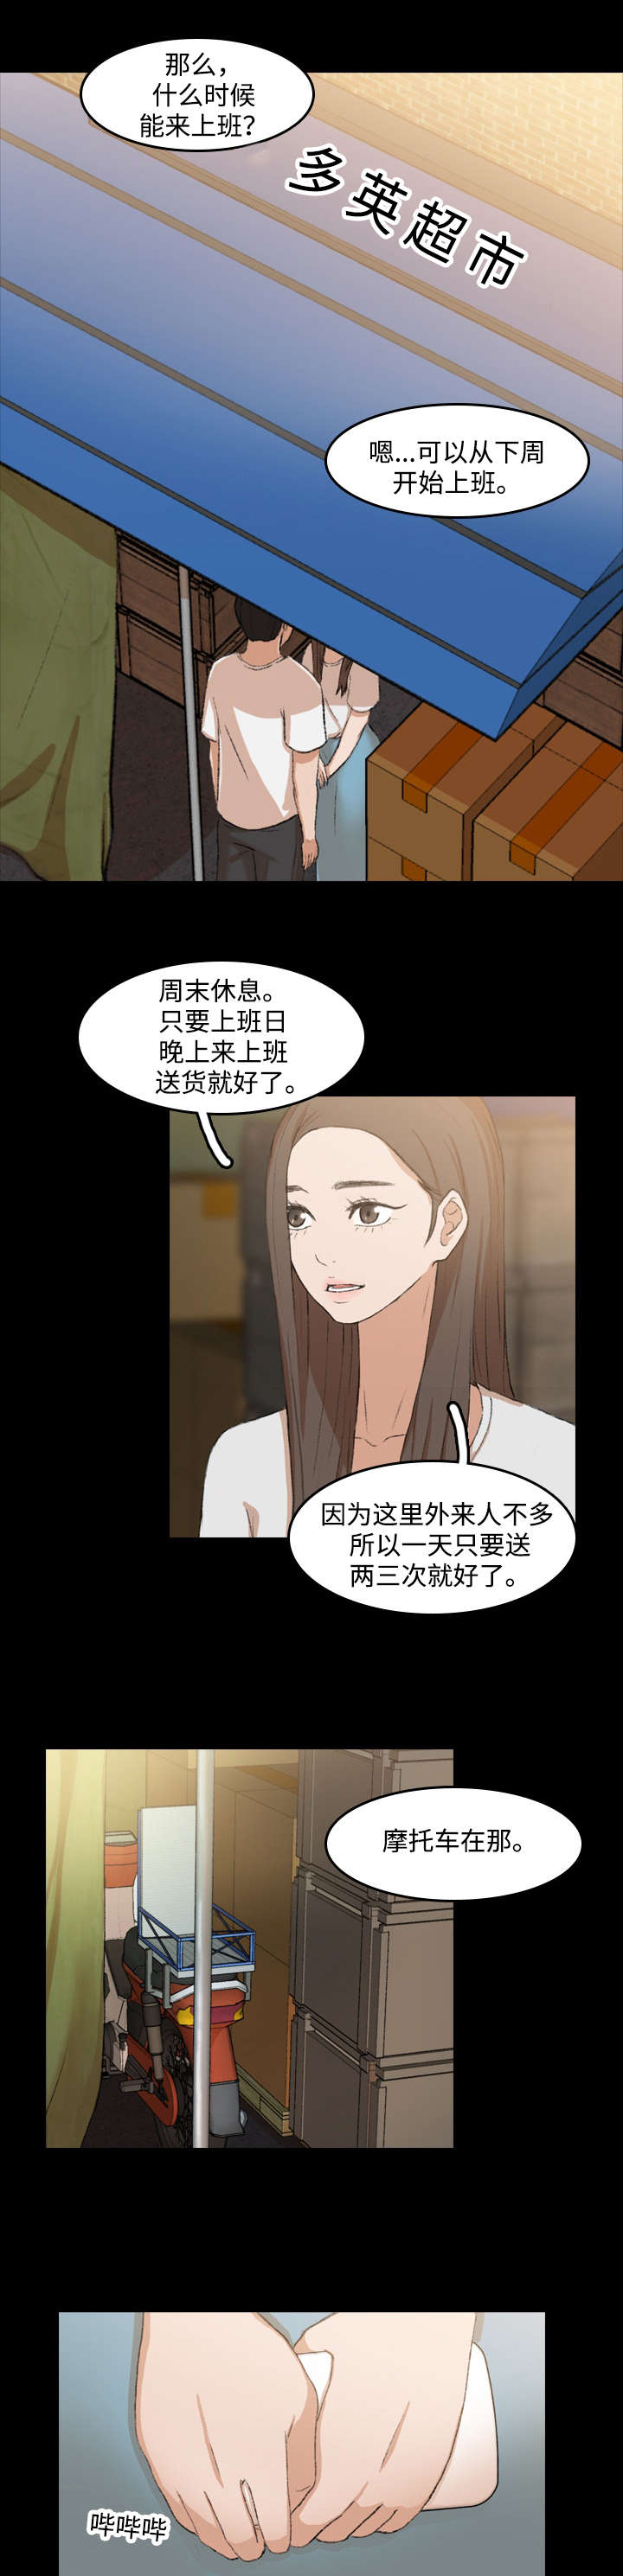 那么，
什么时候
能来上班？
多英超市
嗯...可以从下周
开始上班。
周末休息。
只要上班日
晚上来上班
送货就好了。
因为这里外来人不多
所以一天只要送
两三次就好了。
摩托车在那。
哔哔哔